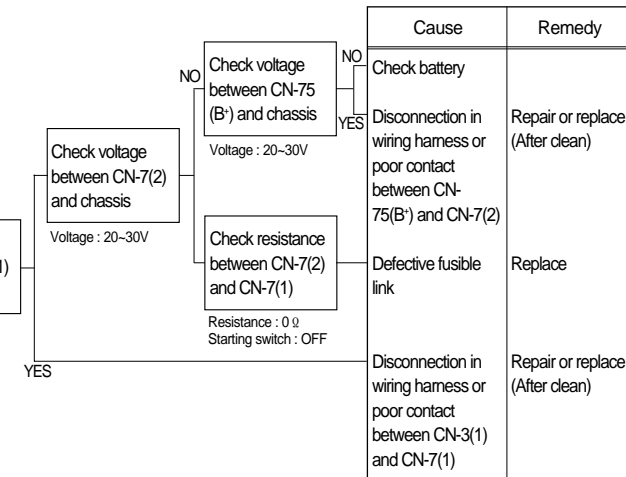 Cause
Remedy
NO
Check voltage
between CN-75
(B+) and chassis
Voltage : 20~30V
NO
YES
Check battery
Disconnection in
wiring harness or
poor contact
between CN-
75(B+) and CN-7(2)
Repair or replace
(After clean)
Check voltage
between CN-7(2)
and chassis
Voltage : 20~30V
Check resistance
between CN-7(2)
and CN-7(1)
Resistance : 0 Ω
Starting switch : OFF
Defective fusible
link
Replace
YES
Disconnection in
wiring harness or
poor contact
between CN-3(1)
and CN-7(1)
Repair or replace
(After clean)